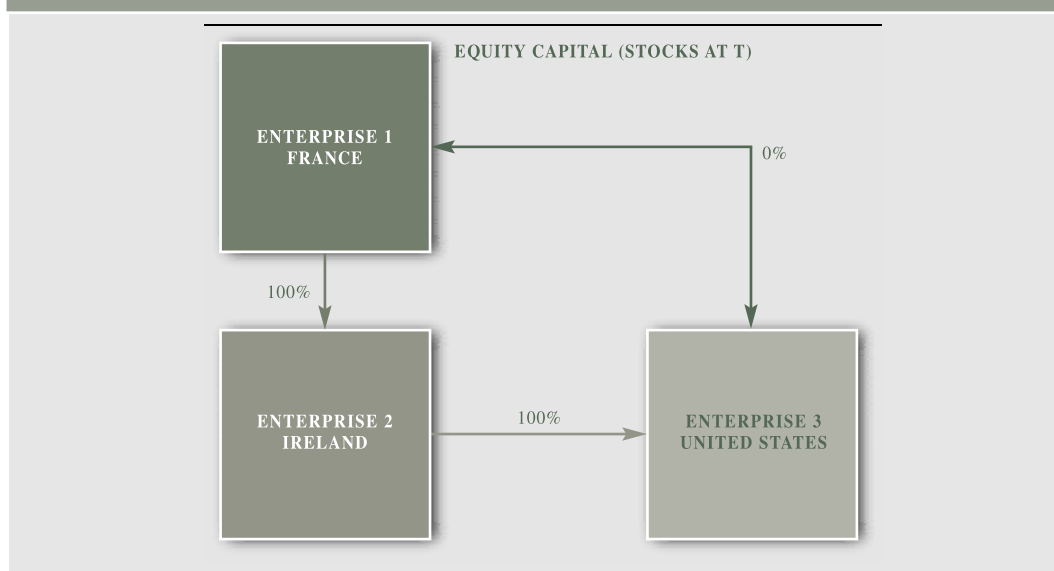 EQUITY CAPITAL (STOCKS AT T)
ENTERPRISE 1
FRANCE
0%
100%
ENTERPRISE 2
IRELAND
100%
ENTERPRISE 3
UNITED STATES